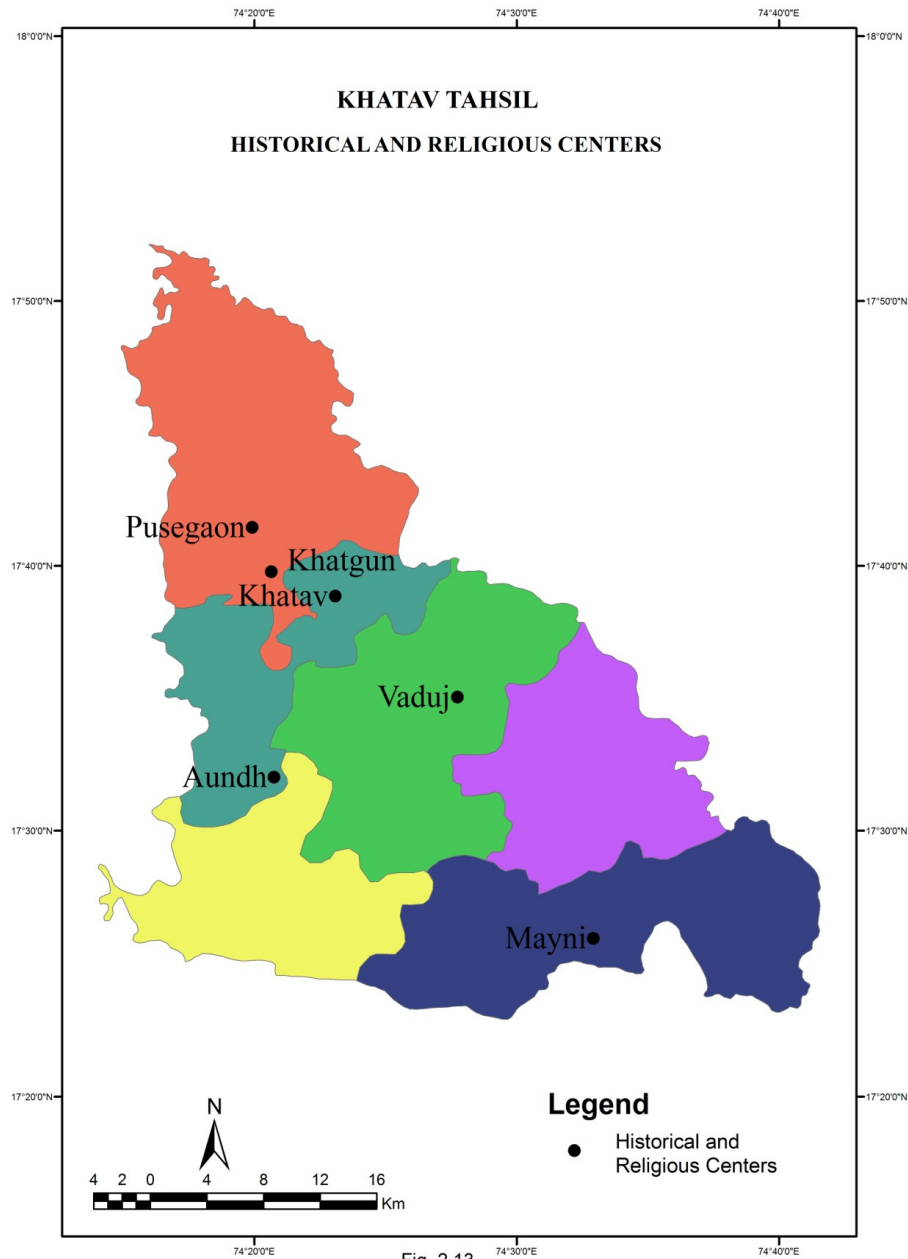 74°20'0"E 74°30'0"E 74°40'0"E
18°0'0"N 18°0'0"N
KHATAV TAHSIL
HISTORICAL AND RELIGIOUS CENTERS
17°50'0"N 17°50'0"N
Pusegaon
17°40'0"N Khatgun 17°40'0"N
Khatav
Vaduj
Aundh
17°30'0"N 17°30'0"N
Mayni
17°20'0"N 17°20'0"N
N
Legend
Historical and
Religious Centers
4 2 0 4 8 12 16
Km
74°20'0"E 74°30'0"E 74°40'0"E
Fig. 2.13